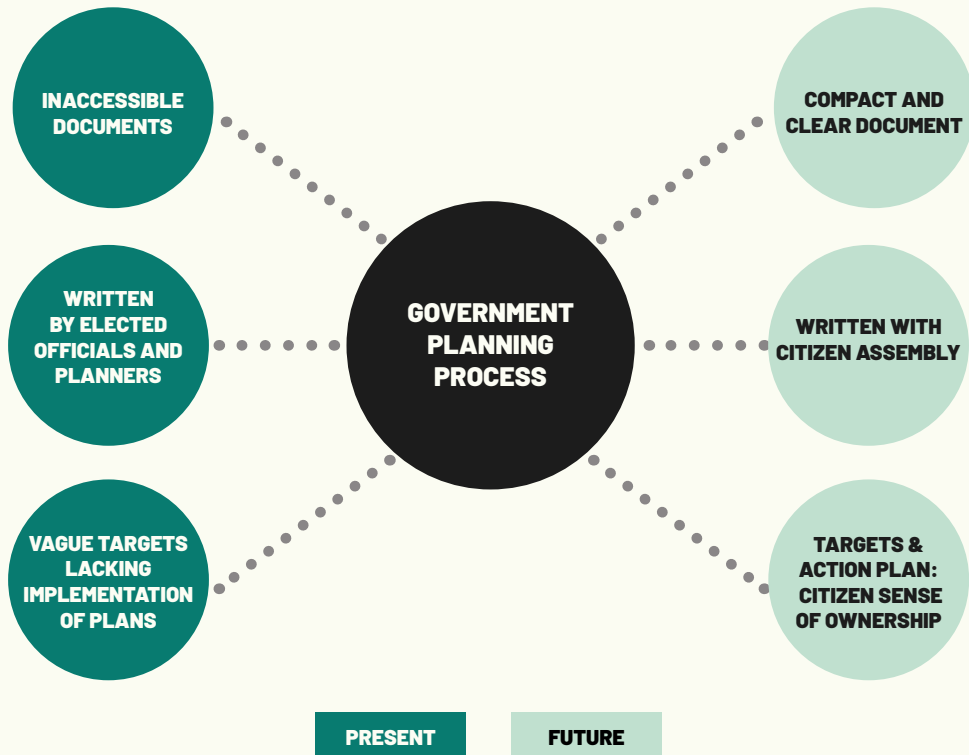 INACCESSIBLE
DOCUMENTS
WRITTEN
BY ELECTED
OFFICIALS AND
PLANNERS
VAGUE TARGETS
LACKING
IMPLEMENTATION
OF PLANS
GOVERNMENT
PLANNING
PROCESS
COMPACT AND
CLEAR DOCUMENT
WRITTEN WITH
CITIZEN ASSEMBLY
TARGETS &
ACTION PLAN:
CITIZEN SENSE
OF OWNERSHIP
PRESENT
FUTURE